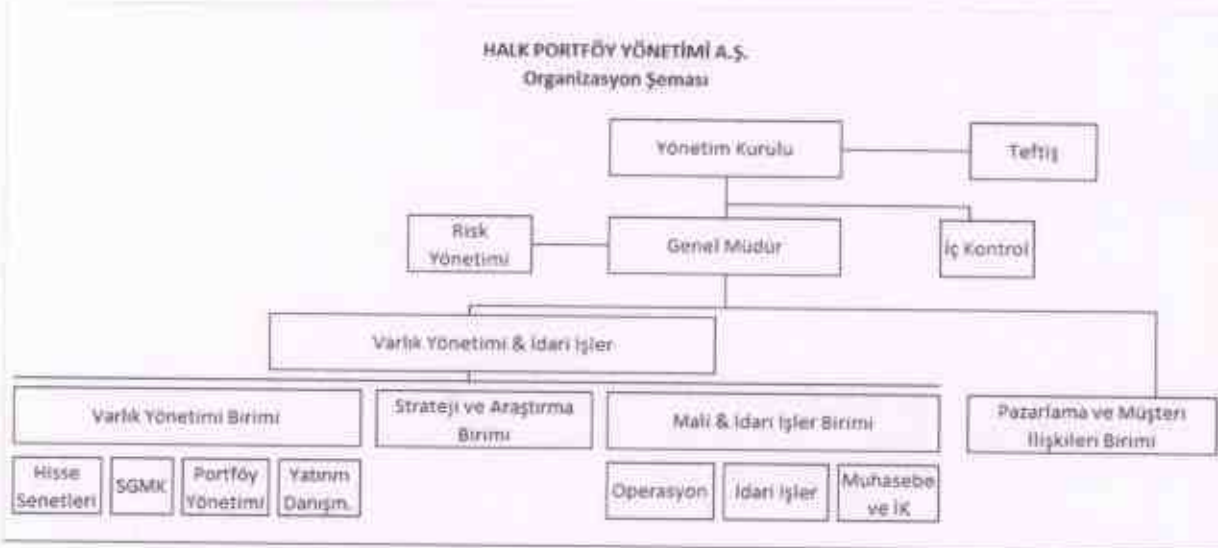 HALK PORTFÖY YÖNETİMİ A.Ş.
Organizasyon Şeması
Yönetim Kurulu
Teftiş
Risk
Yönetimi
Genel Müdür
İç Kontrol
Varlık Yönetimi & İdari İşler
Varlık Yönetimi Birimi
Strateji ve Araştırma
Birimi
Mali & İdari İşler Birimi
Pazarlama ve Müşteri
İlişkileri Birimi
Hisse
Senetleri
SGMK
Portföy
Yönetimi
Yatırım
Danışm.
Operasyon
İdari İşler
Muhasebe
ve İK